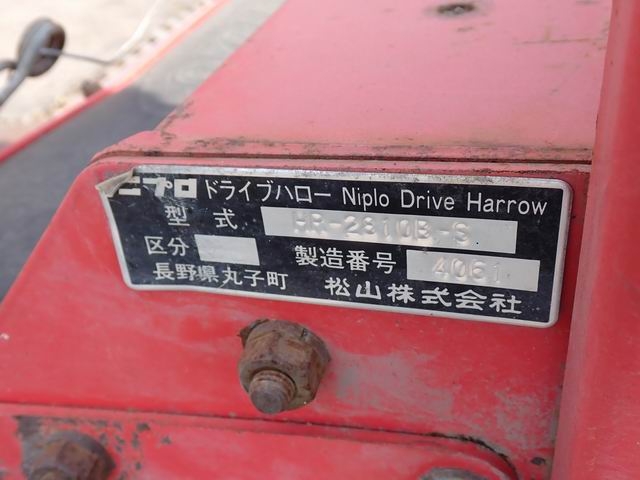 ニプロ ドライブハロー Niplo Drive Harrow
型式 HR-2810B-S
区分 製造番号 4061
長野県丸子町 松山株式会社